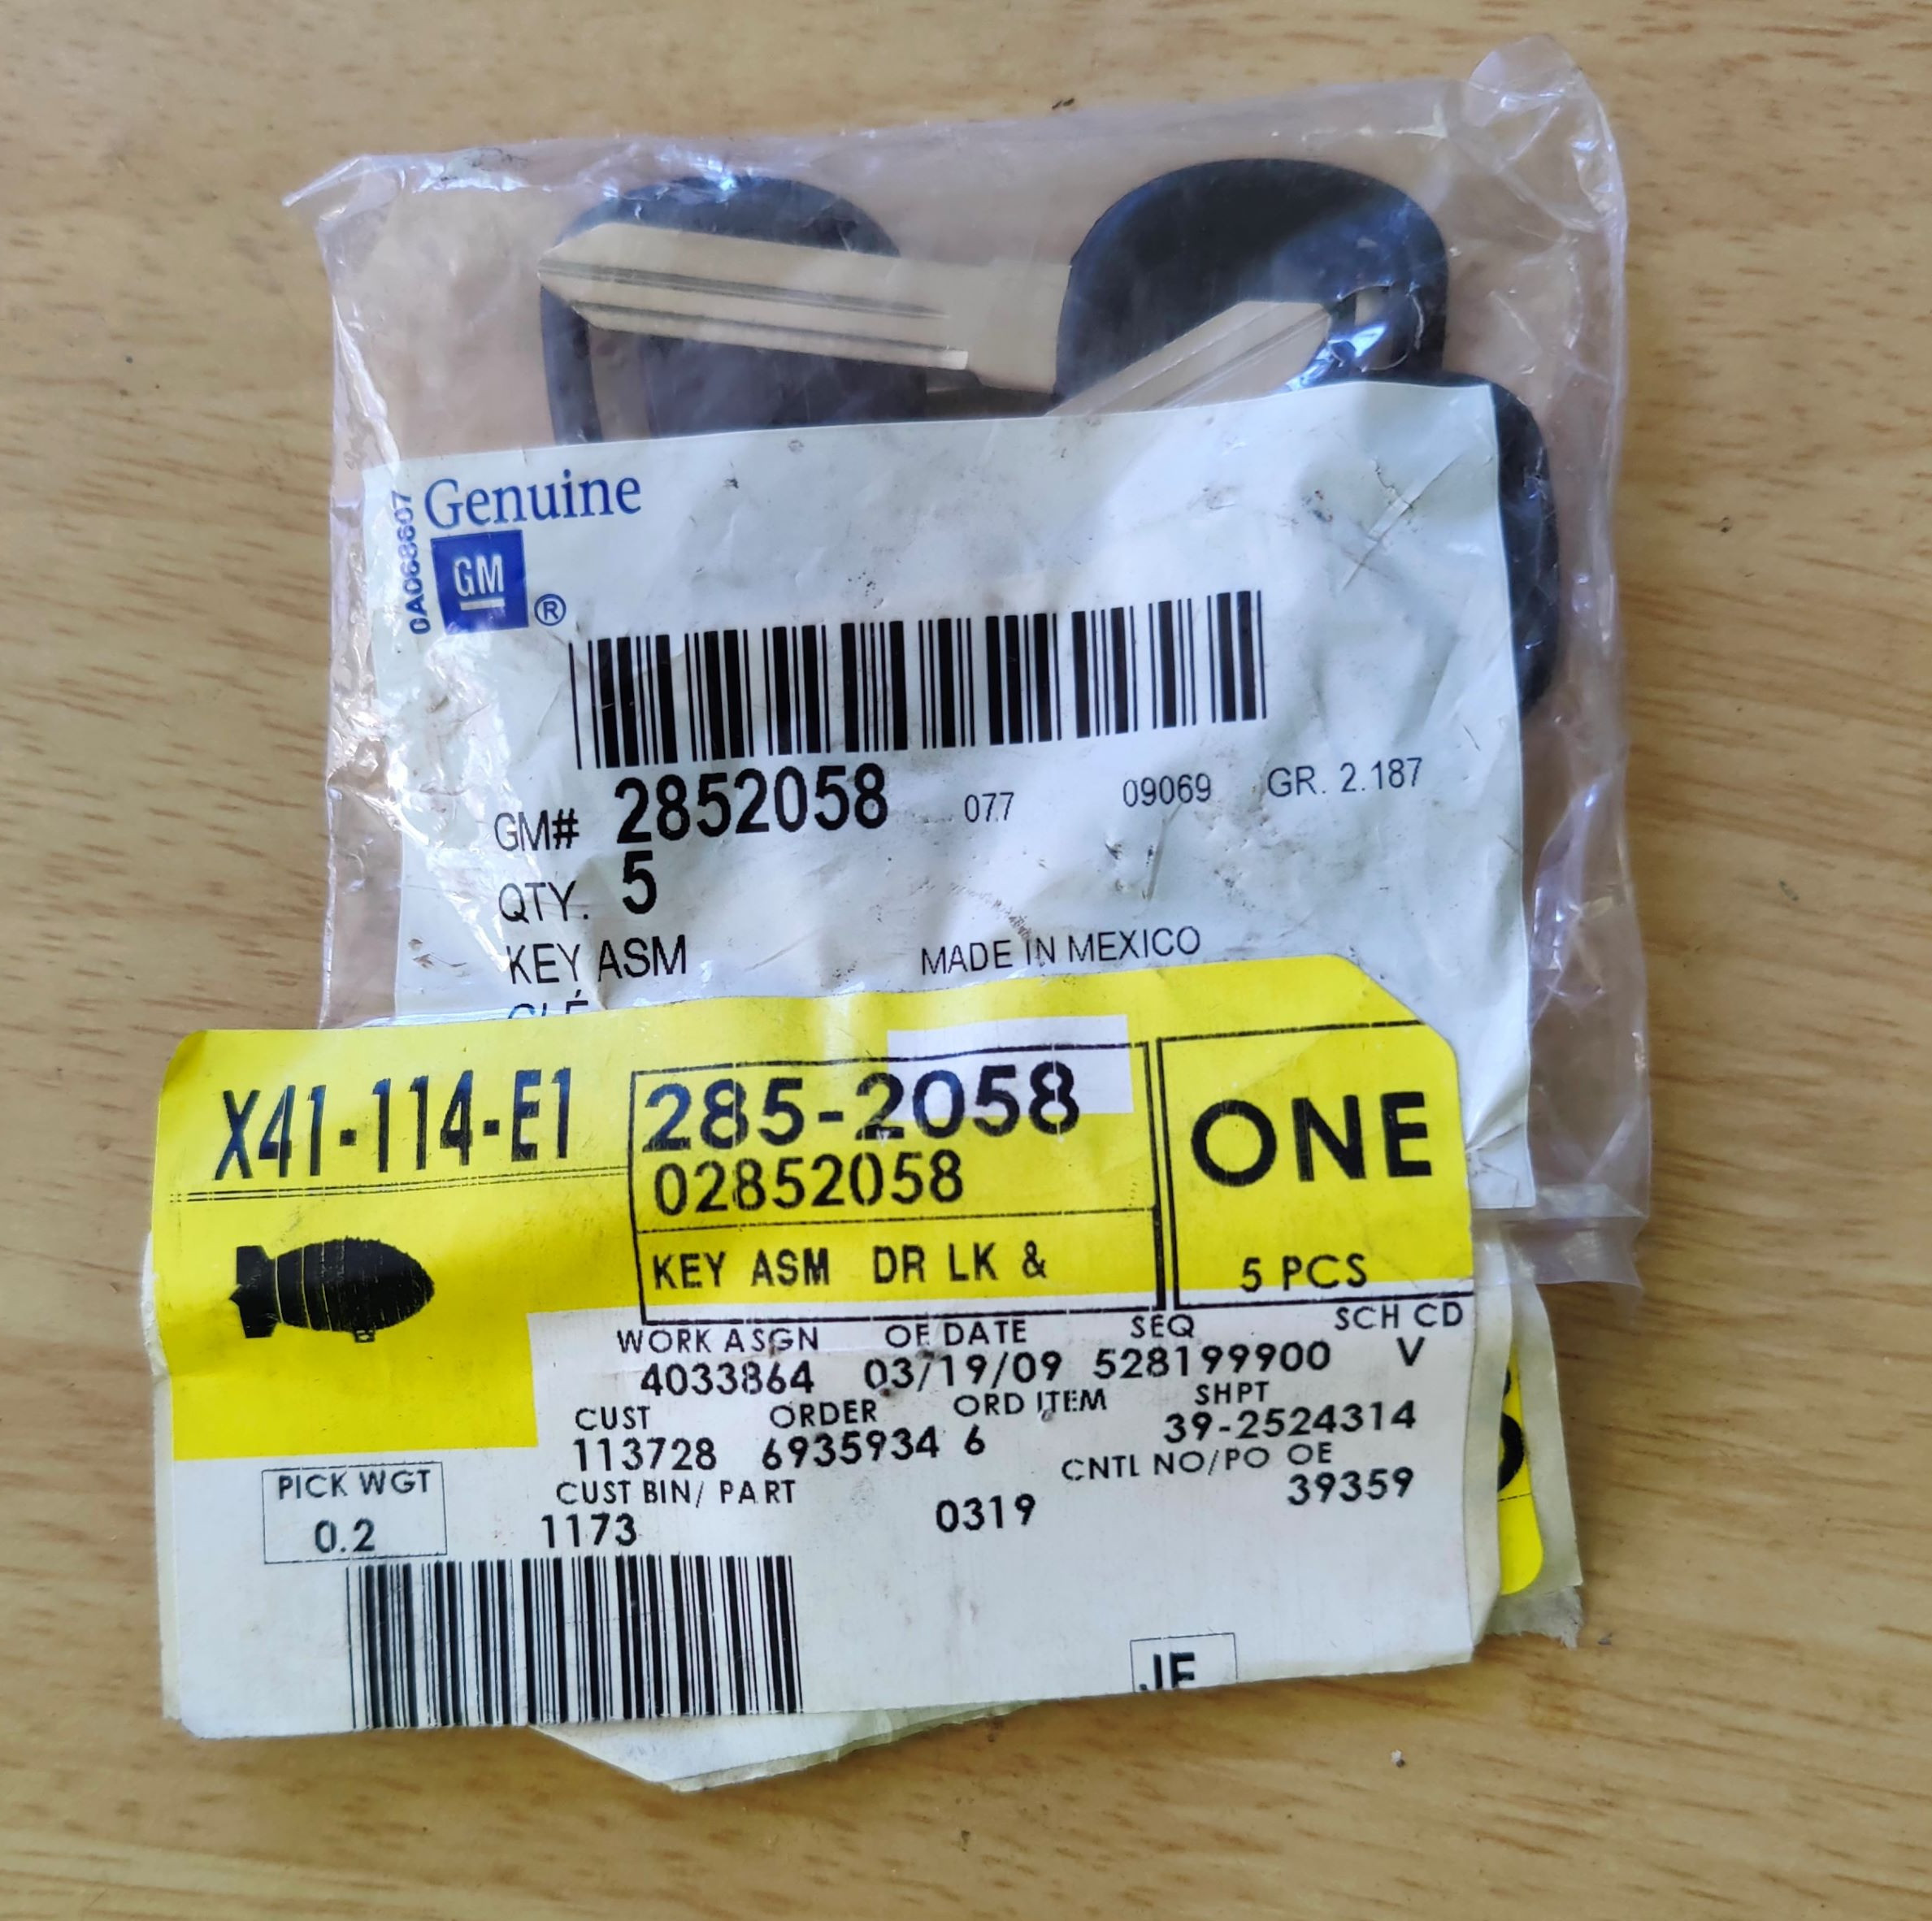 Genuine
0A068607
GM ®
GM# 2852058 077 09069 GR. 2.187
QTY. 5
KEY ASM MADE IN MEXICO
CLÉ
X41-114-E1 285-2058 ONE
02852058
KEY ASM DR LK & 5 PCS
WORK ASGN OF DATE SEQ SCH CD
4033864 03/19/09 528199900 V
CUST ORDER ORD ITEM SHPT
113728 6935934 6 39-2524314
PICK WGT CUST BIN/ PART CNTL NO/PO OE
0.2 1173 0319 39359